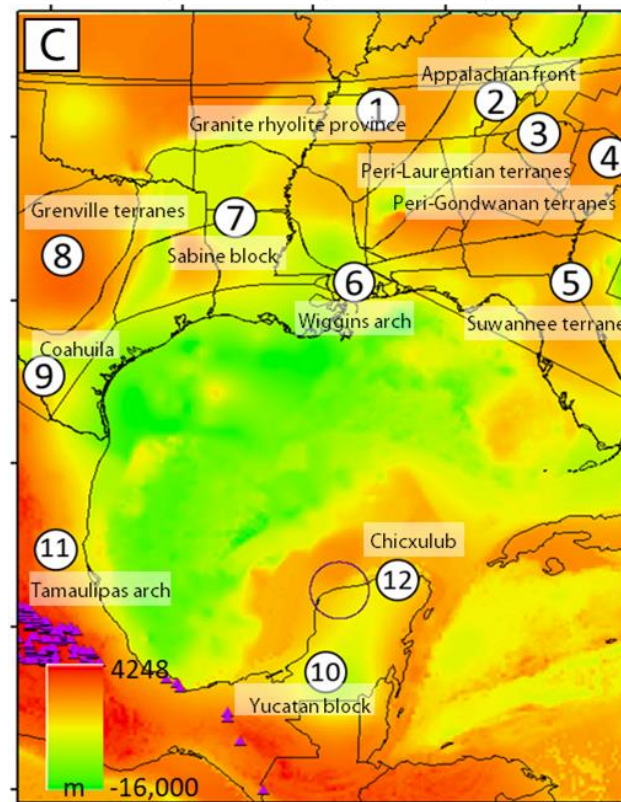 C
Appalachian front
1
2
Granite rhyolite province
3
4
Peri-Laurentian terranes
Grenville terranes
Peri-Gondwanan terranes
7
8
Sabine block
6
5
Wiggins arch
Suwannee terrane
Coahuila
9
11
Chicxulub
12
Tamaulipas arch
4248
10
Yucatan block
m -16,000